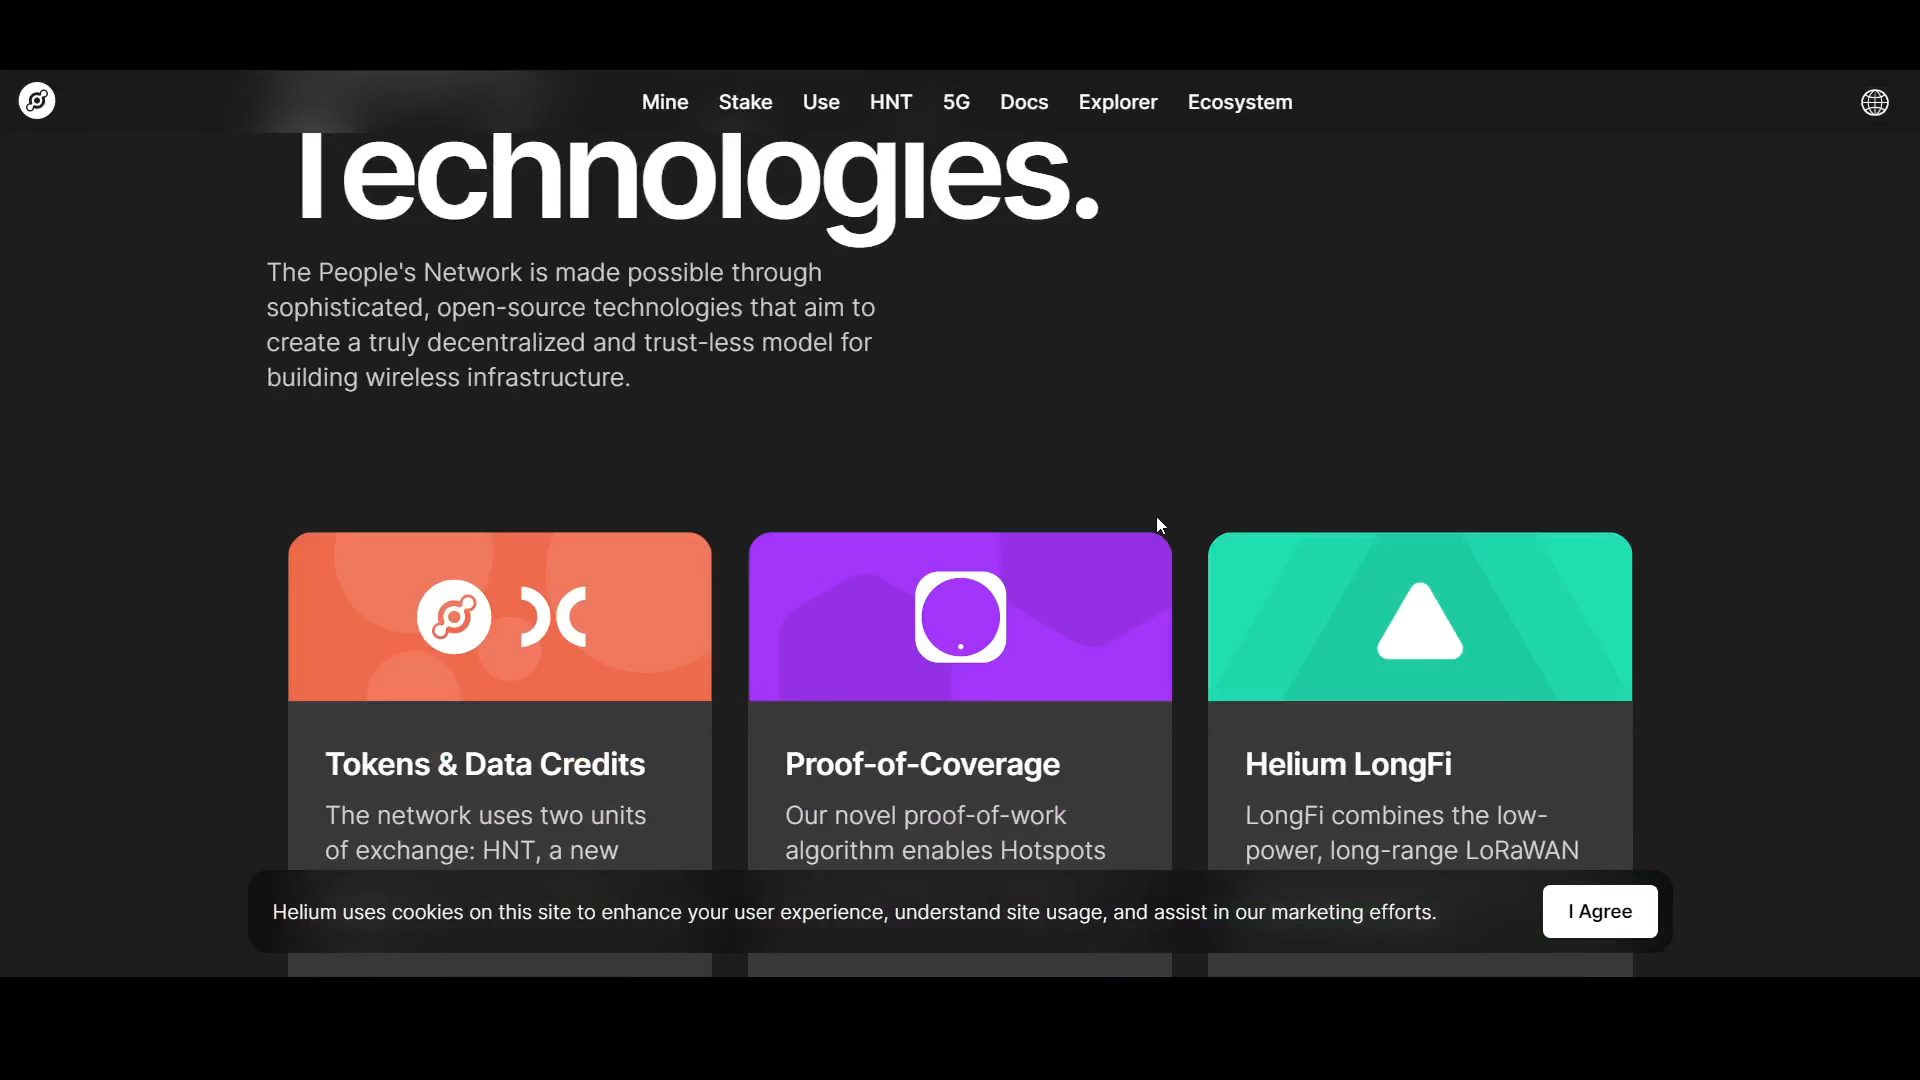 Mine Stake Use HNT 5G Docs Explorer Ecosystem
Technologies.
The People's Network is made possible through
sophisticated, open-source technologies that aim to
create a truly decentralized and trust-less model for
building wireless infrastructure.
Tokens & Data Credits
The network uses two units
of exchange: HNT, a new
Proof-of-Coverage
Our novel proof-of-work
algorithm enables Hotspots
Helium LongFi
LongFi combines the low-
power, long-range LoRaWAN
Helium uses cookies on this site to enhance your user experience, understand site usage, and assist in our marketing efforts.
I Agree